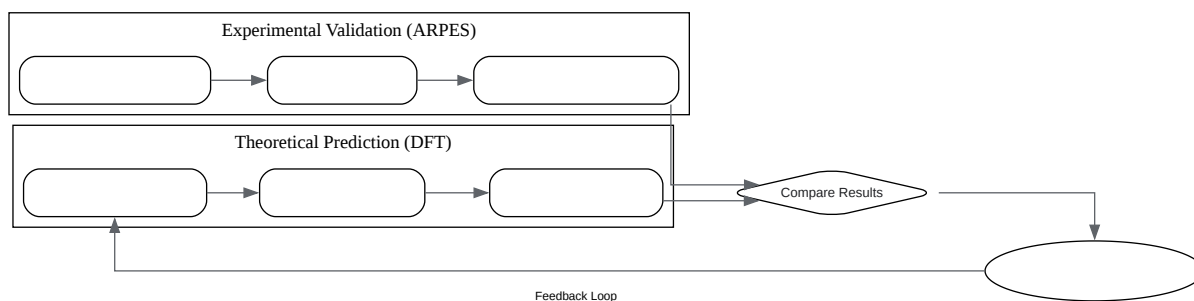 Experimental Validation (ARPES)
Theoretical Prediction (DFT)
Compare Results
Feedback Loop